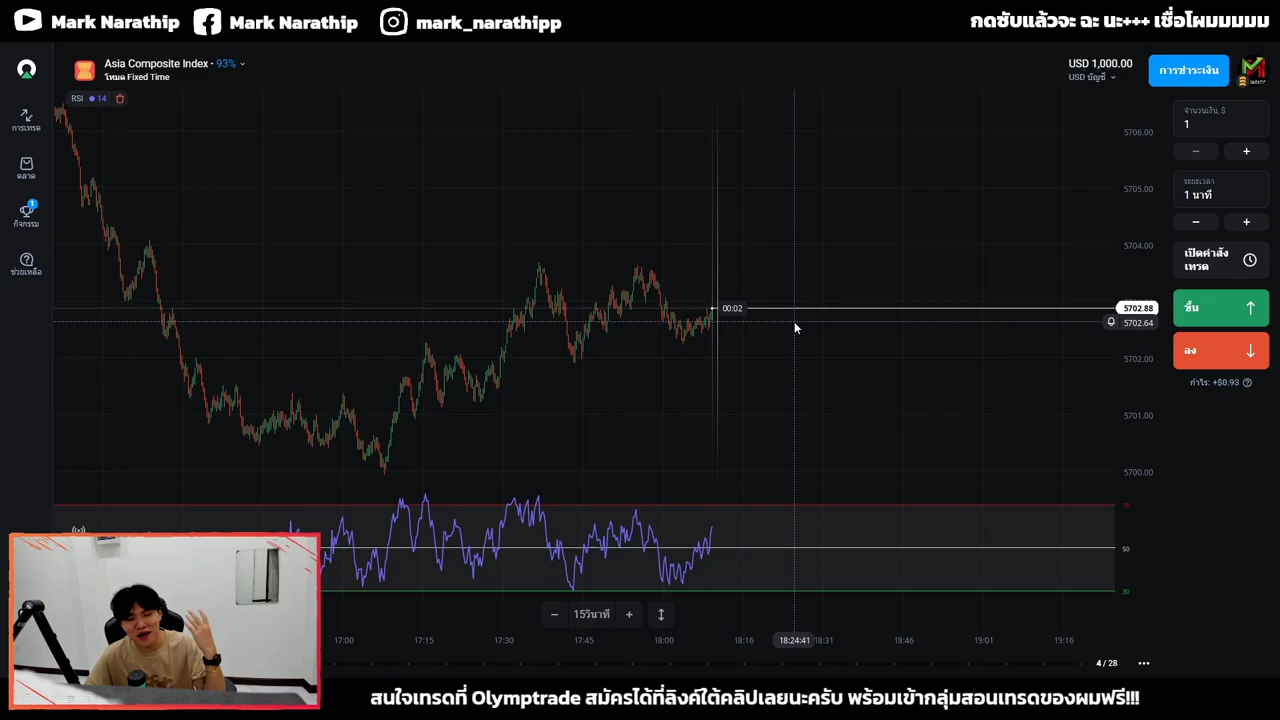 Mark Narathip
Mark Narathip
mark_narathipp
กดซับแล้วจะ ฉะ นะ+++ เชื่อโผมมมมม
Asia Composite Index · 93%
โหมด Fixed Time
USD 1,000.00
USD บัญชี
การชำระเงิน
RSI 14
การเทรด
ตลาด
1
กิจกรรม
ช่วยเหลือ
จำนวนเงิน, $
1
ระยะเวลา
1 นาที
เปิดคำสั่ง
เทรด
ขึ้น
ลง
กำไร: +$0.93
5706.00
5705.00
5704.00
5702.88
5702.64
5702.00
5701.00
5700.00
00:02
70
50
30
15วินาที
17:00
17:15
17:30
17:45
18:00
18:16
18:24:41
18:31
18:46
19:01
19:16
4 / 28
สนใจเทรดที่ Olymptrade สมัครได้ที่ลิงค์ใต้คลิปเลยนะครับ พร้อมเข้ากลุ่มสอนเทรดของผมฟรี!!!